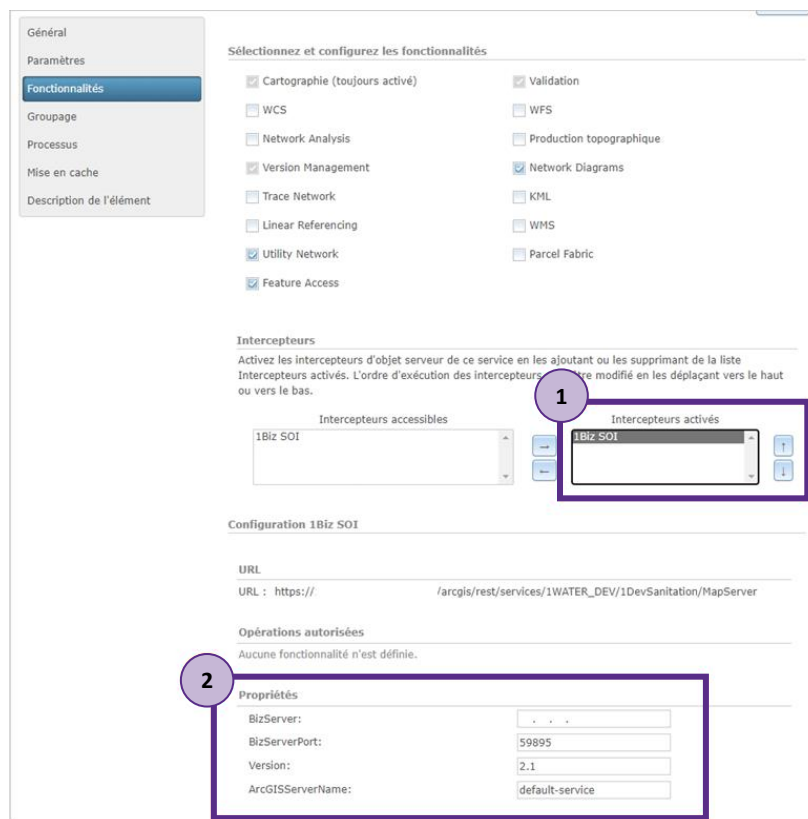 Général
Paramètres
Fonctionnalités
Groupage
Processus
Mise en cache
Description de l'élément
Sélectionnez et configurez les fonctionnalités
Cartographie (toujours activé)
Validation
WCS
WFS
Network Analysis
Production topographique
Version Management
Network Diagrams
Trace Network
KML
Linear Referencing
WMS
Utility Network
Parcel Fabric
Feature Access
Intercepteurs
Activez les intercepteurs d'objet serveur de ce service en les ajoutant ou les supprimant de la liste
Intercepteurs activés. L'ordre d'exécution des intercepteurs être modifié en les déplaçant vers le haut
ou vers le bas.
1
Intercepteurs accessibles
Intercepteurs activés
1Biz SOI
→
←
1Biz SOI
↑
↓
Configuration 1Biz SOI
URL
URL : https:// /arcgis/rest/services/1WATER_DEV/1DevSanitation/MapServer
Opérations autorisées
Aucune fonctionnalité n'est définie.
2
Propriétés
BizServer: . . .
BizServerPort: 59895
Version: 2.1
ArcGISServerName: default-service